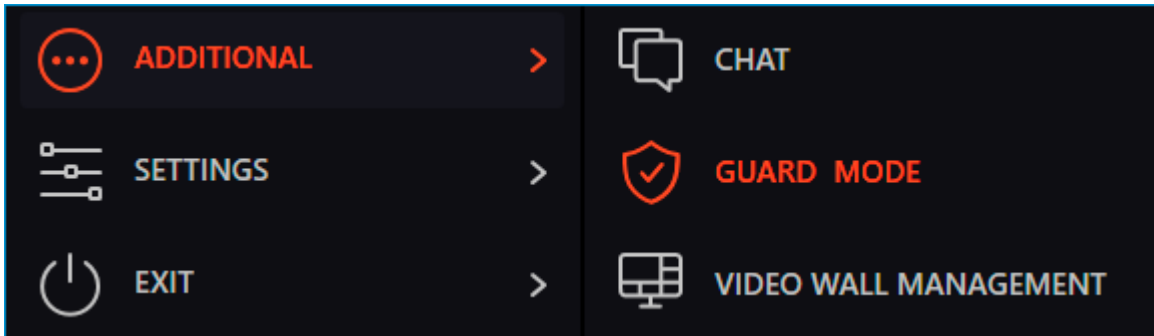 ADDITIONAL
SETTINGS
EXIT
CHAT
GUARD MODE
VIDEO WALL MANAGEMENT